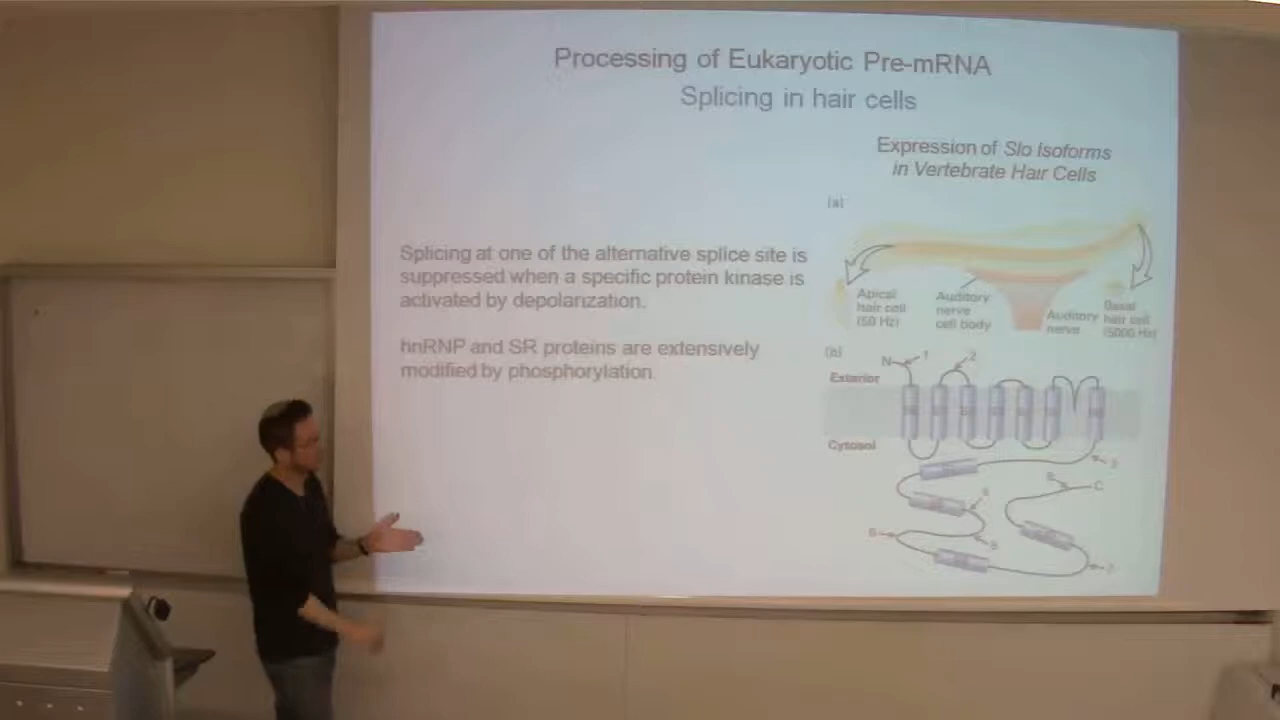 Processing of Eukaryotic Pre-mRNA
Splicing in hair cells
Expression of Slo Isoforms
in Vertebrate Hair Cells
(a)
Splicing at one of the alternative splice site is
suppressed when a specific protein kinase is
activated by depolarization.
hnRNP and SR proteins are extensively
modified by phosphorylation.
Apical
hair cell
(50 Hz)
Auditory
nerve
cell body
Auditory
nerve
Basal
hair cell
(5000 Hz)
(b)
N
1
2
Exterior
Cytosol
C